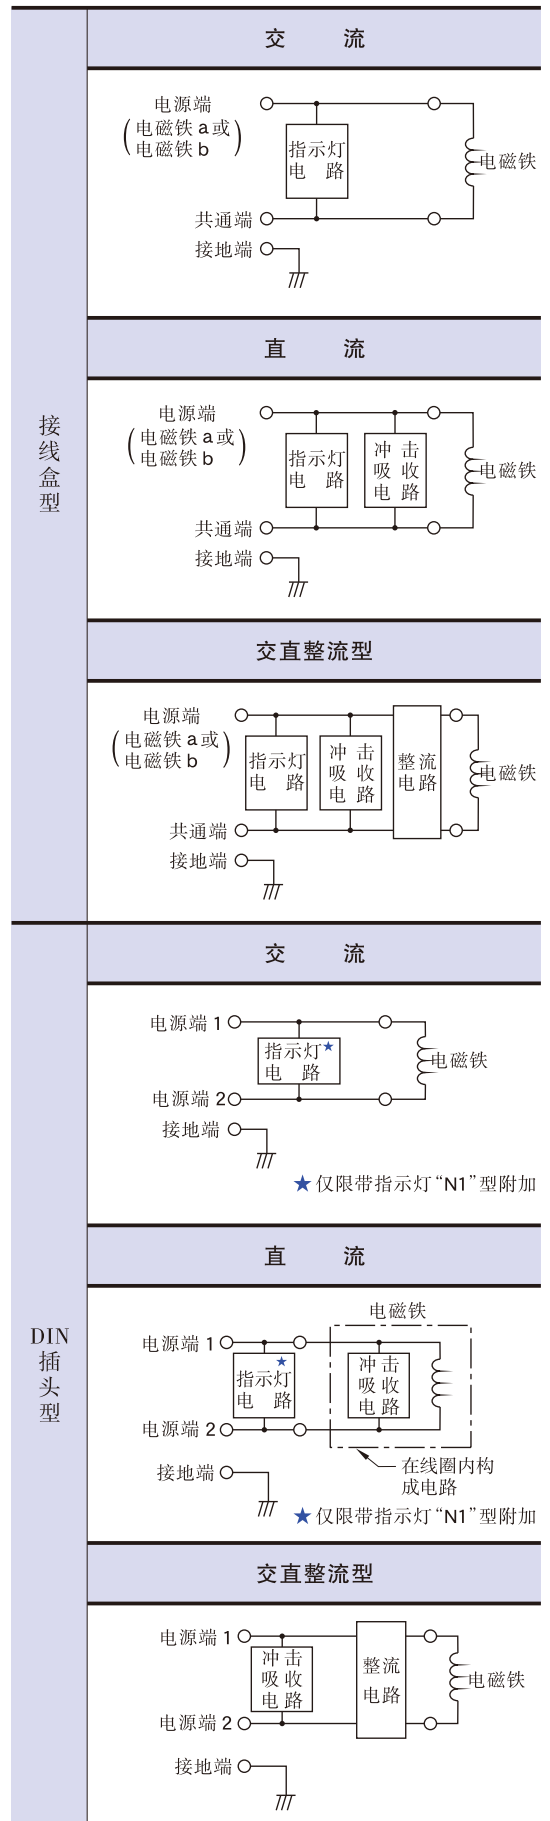 接线盒型
交 流
电源端
(电磁铁 a 或
电磁铁 b)
指示灯
电 路
电磁铁
共通端
接地端
直 流
电源端
(电磁铁 a 或
电磁铁 b)
指示灯
电 路
冲 击
吸 收
电 路
电磁铁
共通端
接地端
交直整流型
电源端
(电磁铁 a 或
电磁铁 b)
指示灯
电 路
冲 击
吸 收
电 路
整流
电路
电磁铁
共通端
接地端
DIN
插头型
交 流
电源端 1
指示灯★
电 路
电磁铁
电源端 2
接地端
★仅限带指示灯“N1”型附加
直 流
电磁铁
电源端 1
★
指示灯
电 路
冲 击
吸 收
电 路
电源端 2
在线圈内构
成电路
接地端
★仅限带指示灯“N1”型附加
交直整流型
电源端 1
冲 击
吸 收
电 路
整流
电路
电磁铁
电源端 2
接地端